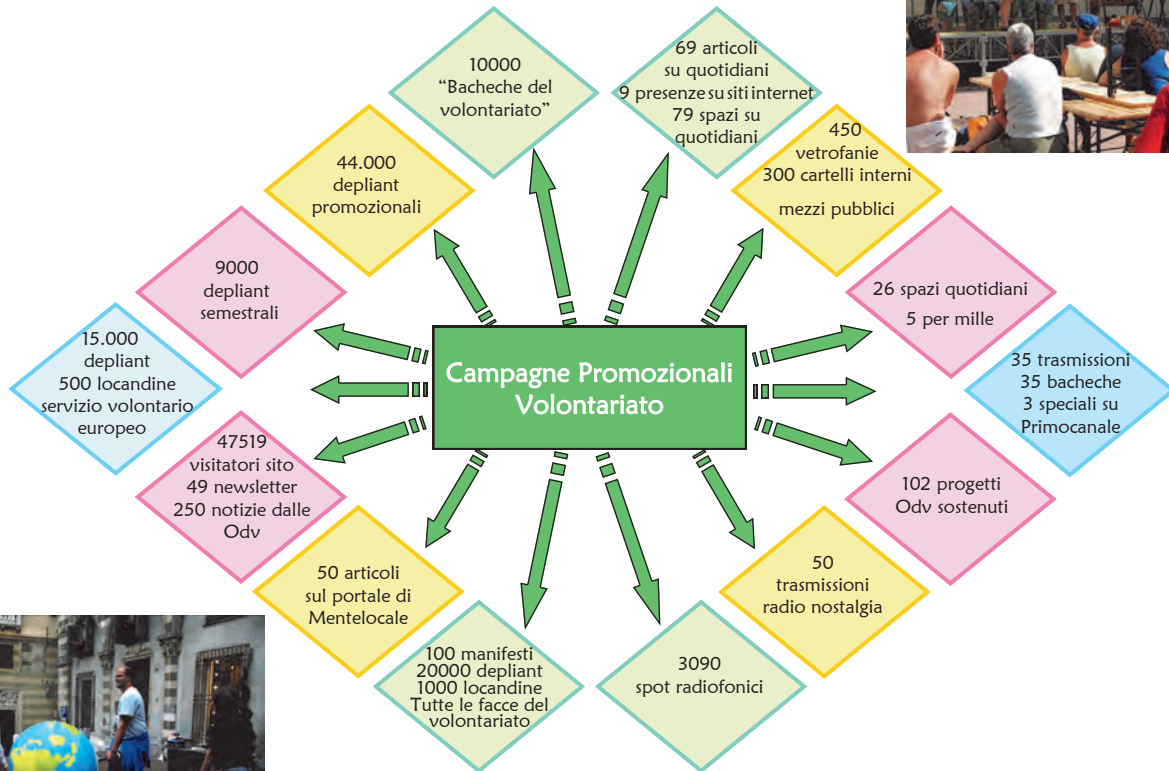 10000
“Bacheche del
volontariato”
69 articoli
su quotidiani
9 presenze su siti internet
79 spazi su
quotidiani
44.000
depliant
promozionali
450
vetrofanie
300 cartelli interni
mezzi pubblici
9000
depliant
semestrali
26 spazi quotidiani
5 per mille
15.000
depliant
500 locandine
servizio volontario
europeo
Campagne Promozionali
Volontariato
35 trasmissioni
35 bacheche
3 speciali su
Primocanale
47519
visitatori sito
49 newsletter
250 notizie dalle
Odv
102 progetti
Odv sostenuti
50 articoli
sul portale di
Mentelocale
50
trasmissioni
radio nostalgia
100 manifesti
20000 depliant
1000 locandine
Tutte le facce del
volontariato
3090
spot radiofonici